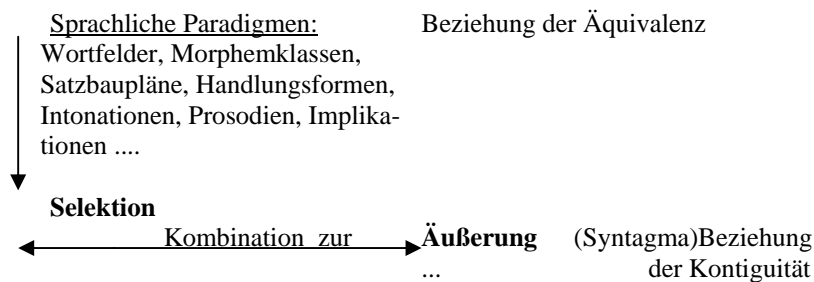 Sprachliche Paradigmen: Beziehung der Äquivalenz
Wortfelder, Morphemklassen,
Satzbaupläne, Handlungsformen,
Intonationen, Prosodien, Implika-
tionen ....
Selektion
Kombination zur Äußerung (Syntagma)Beziehung
... der Kontiguität